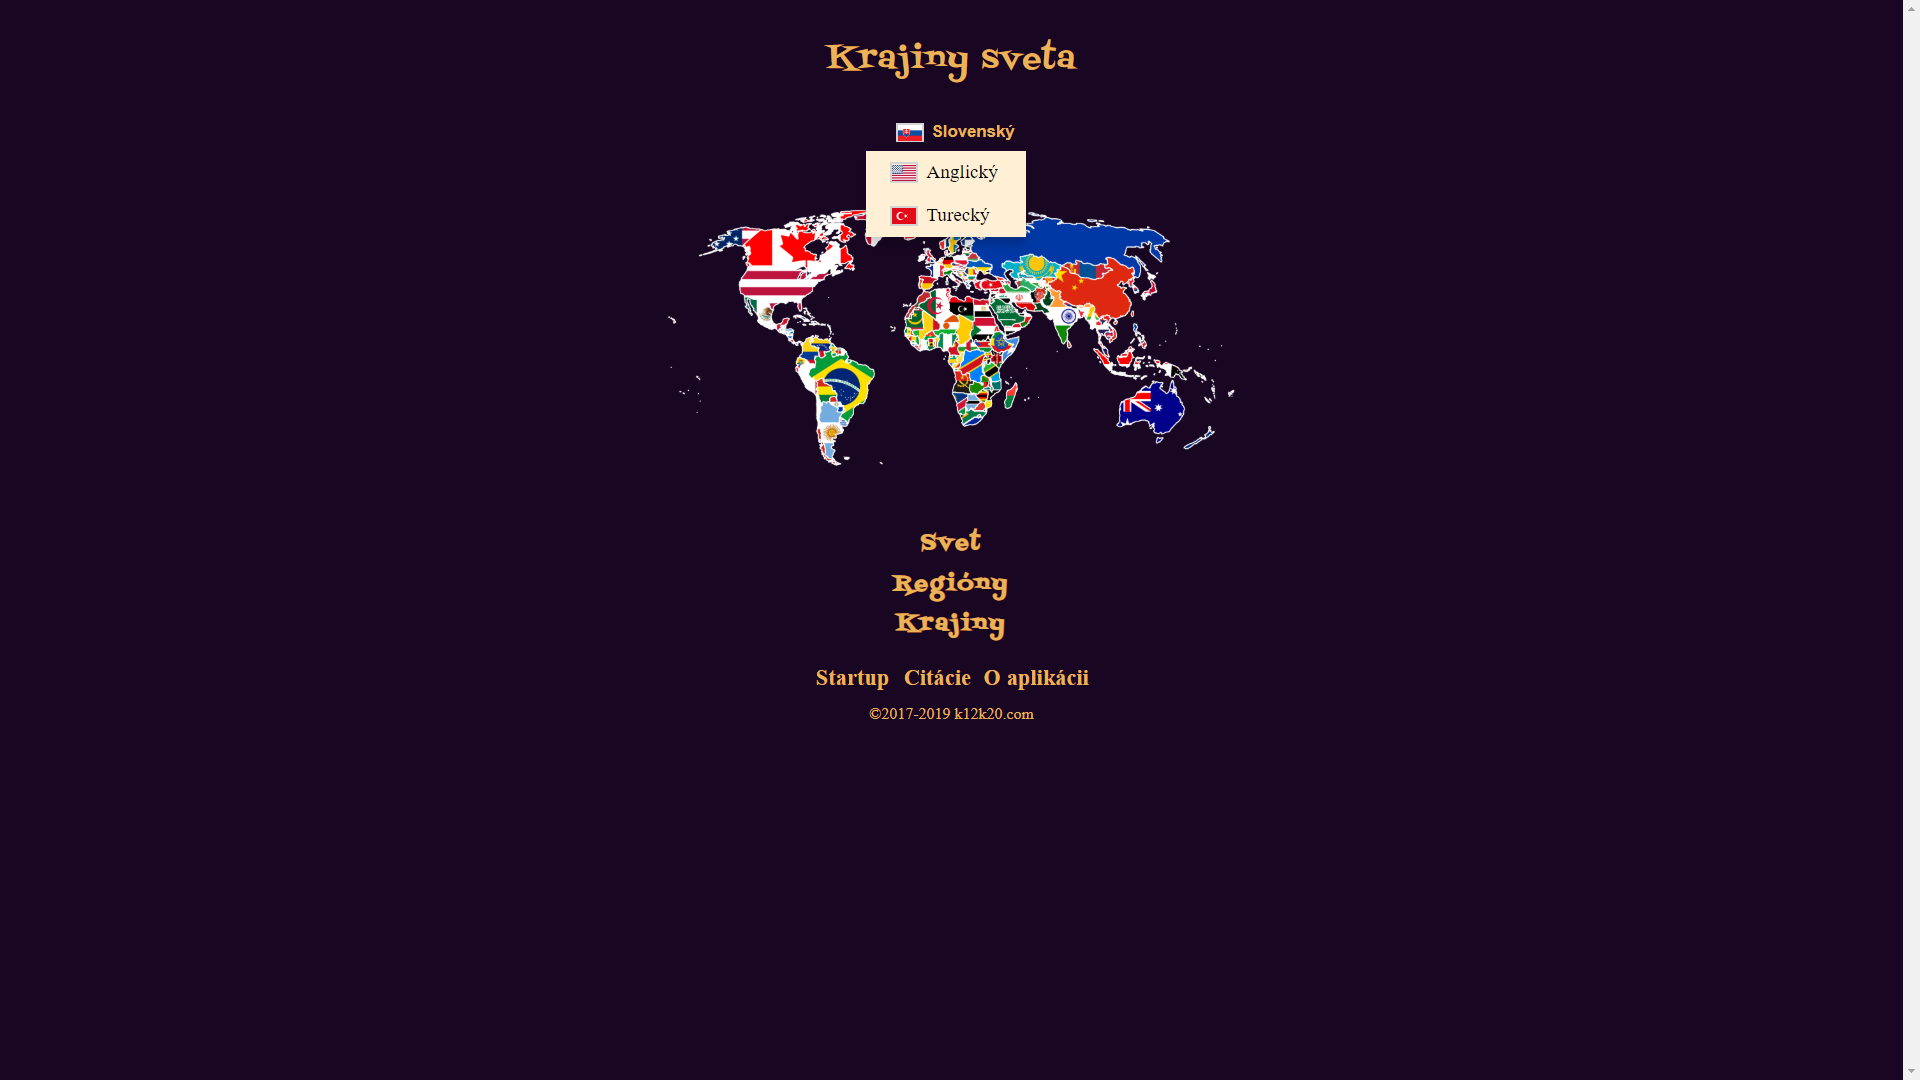 Krajiny sveta
Slovenský
Anglický
Turecký
Svet
Regióny
Krajiny
Startup Citácie O aplikácii
©2017-2019 k12k20.com